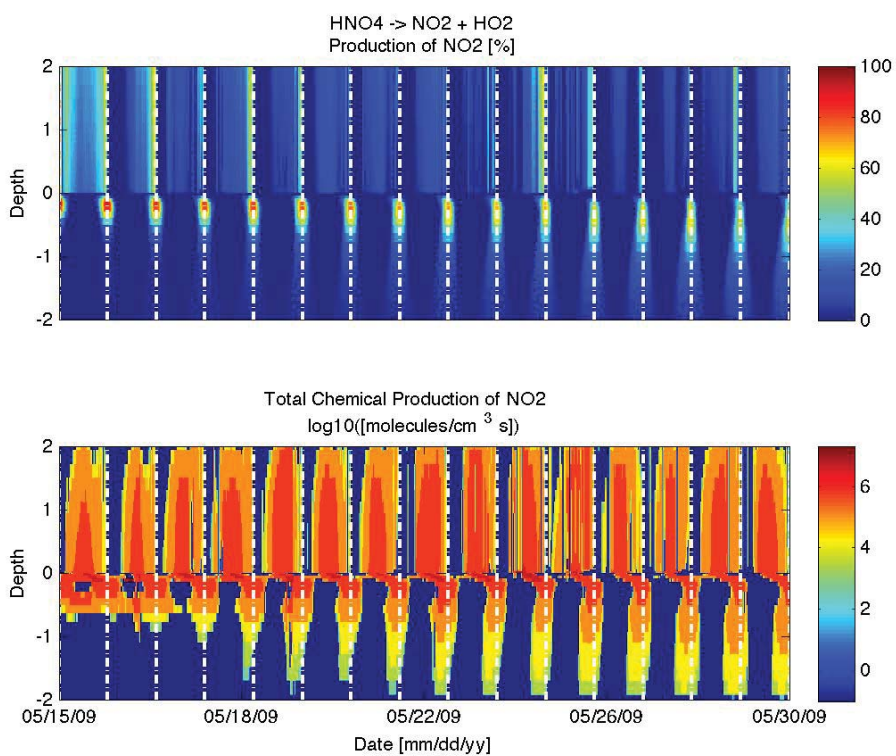 HNO4 -> NO2 + HO2
Production of NO2 [%]
2
1
0
-1
-2
Depth
100
80
60
40
20
0
Total Chemical Production of NO2
log10([molecules/cm 3 s])
2
1
0
-1
-2
Depth
6
4
2
0
05/15/09 05/18/09 05/22/09 05/26/09 05/30/09
Date [mm/dd/yy]